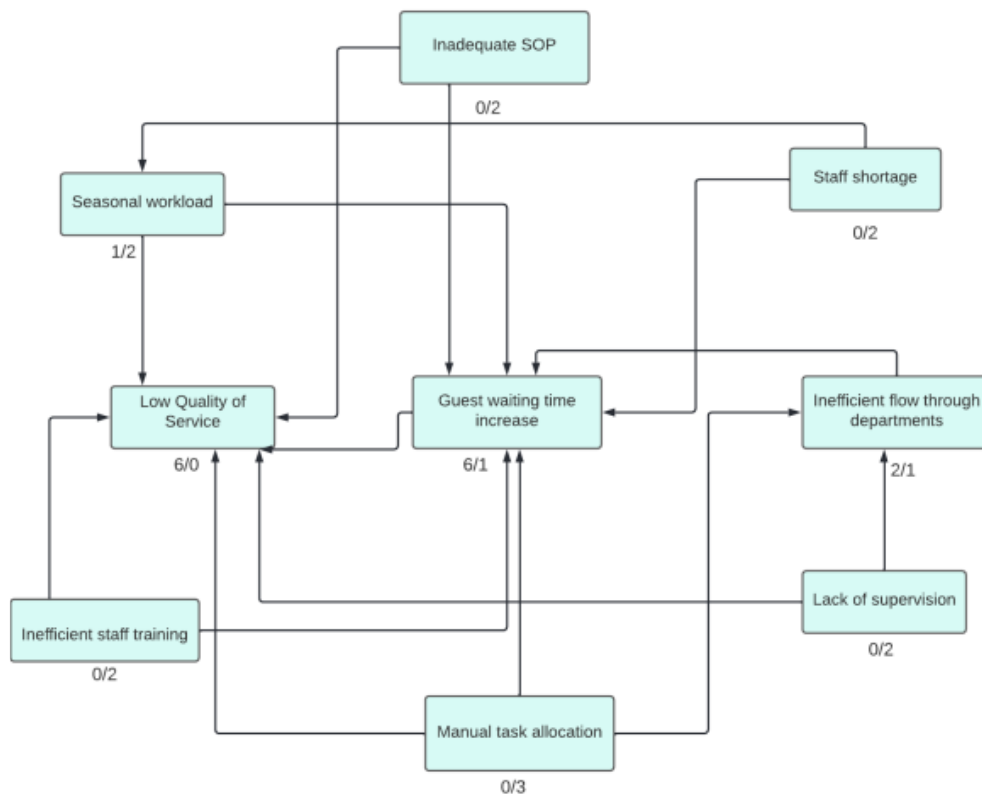 Inadequate SOP
0/2
Staff shortage
0/2
Seasonal workload
1/2
Low Quality of
Service
6/0
Guest waiting time
increase
6/1
Inefficient flow through
departments
2/1
Lack of supervision
0/2
Inefficient staff training
0/2
Manual task allocation
0/3